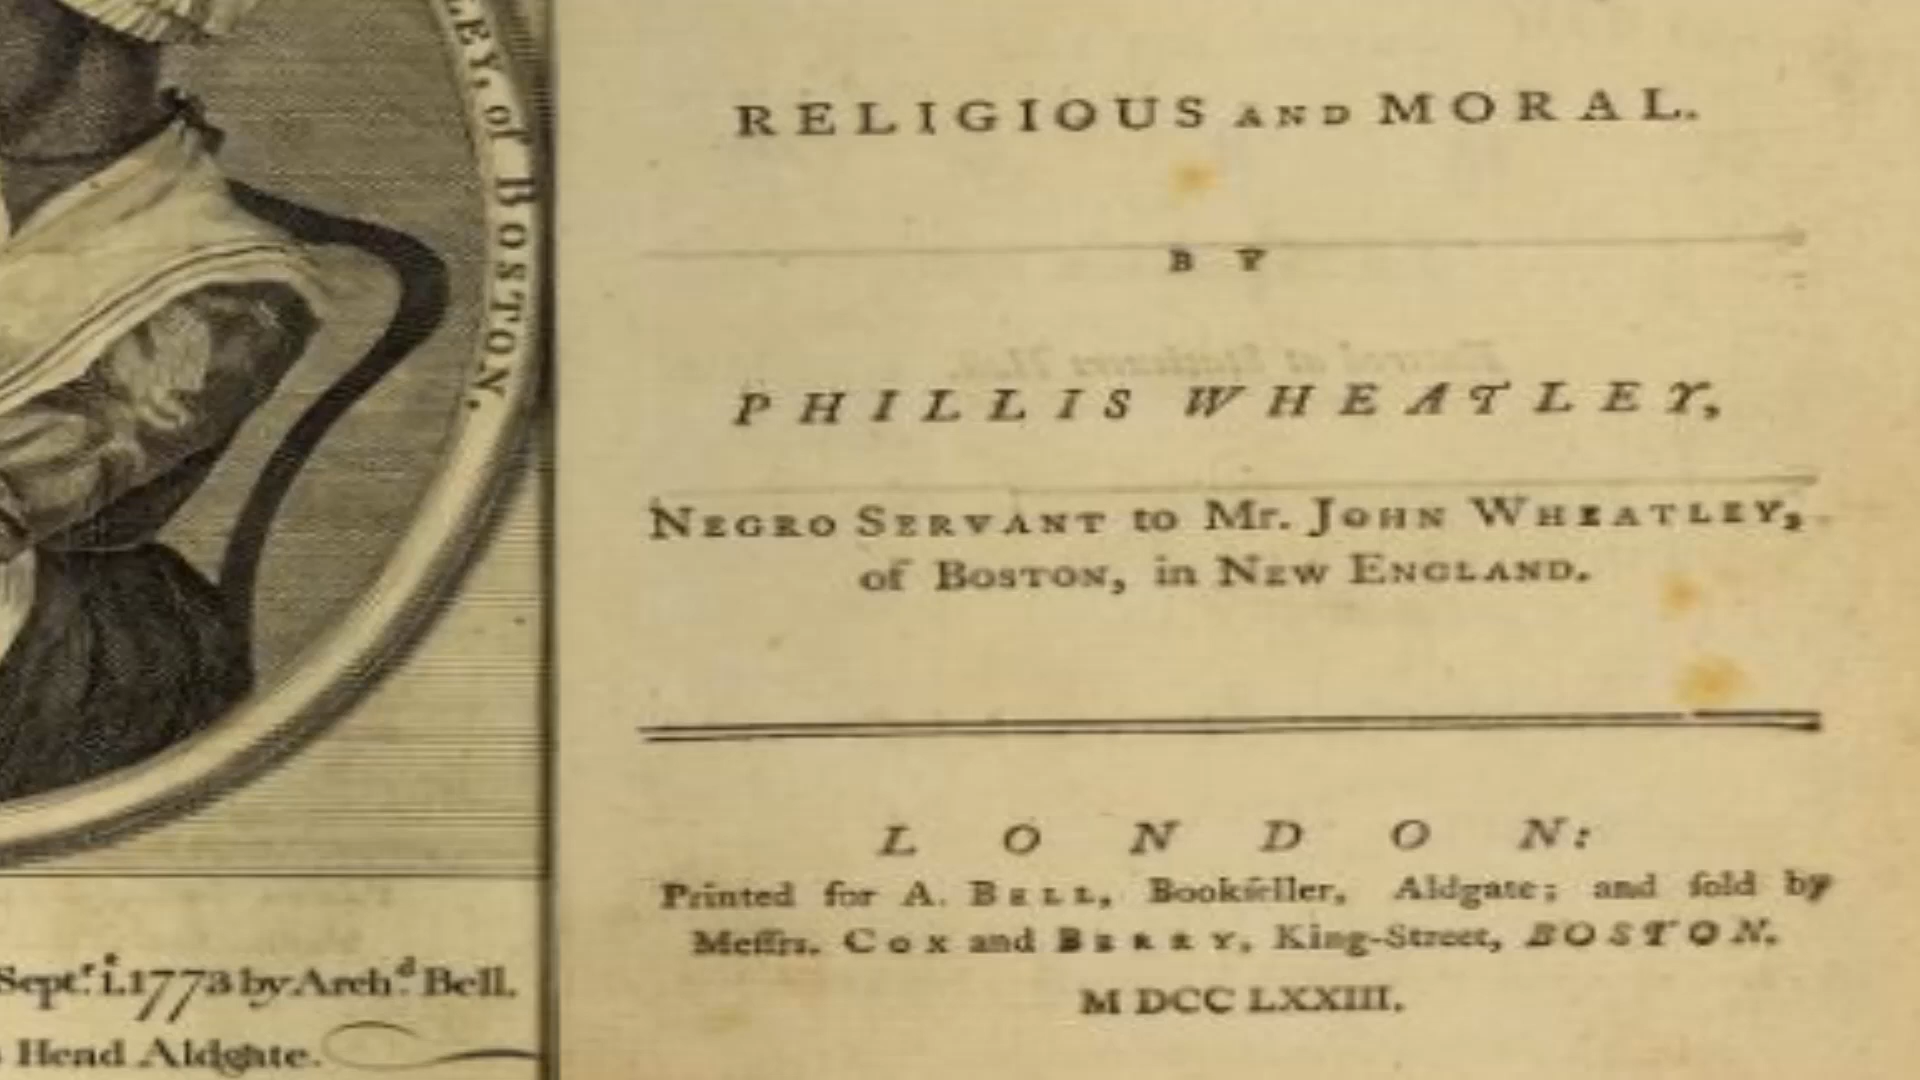 LEY, of BOSTON.
Sept.r 1.1773 by Arch.d Bell.
Head Aldgate.
RELIGIOUS AND MORAL.
BY
PHILLIS WHEATLEY,
NEGRO SERVANT to Mr. JOHN WHEATLEY,
of BOSTON, in NEW ENGLAND.
LONDON:
Printed for A. BELL, Bookſeller, Aldgate; and ſold by
Meſſrs. COX and BERRY, King-Street, BOSTON.
M DCC LXXIII.